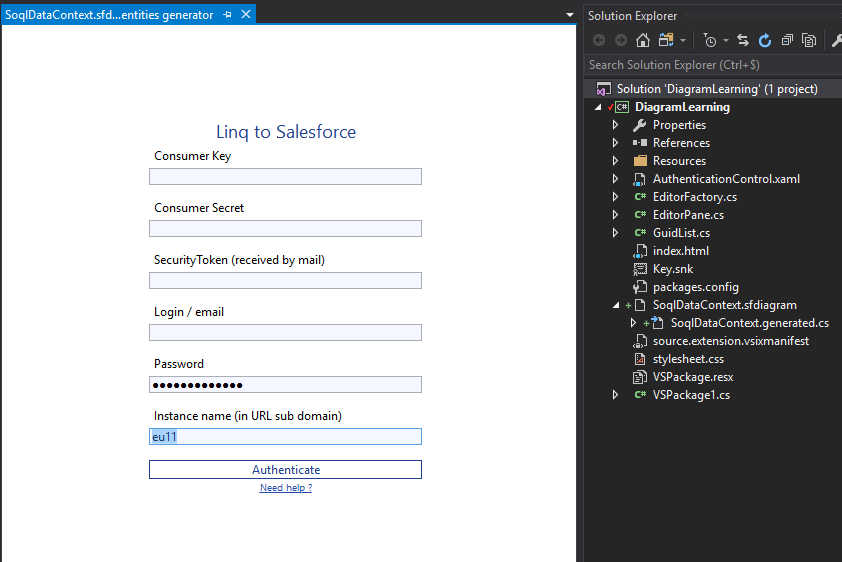 SoqlDataContext.sfd...entities generator
Linq to Salesforce
Consumer Key
Consumer Secret
SecurityToken (received by mail)
Login / email
Password
●●●●●●●●●●●●●
Instance name (in URL sub domain)
eu11
Authenticate
Need help ?
Solution Explorer
Search Solution Explorer (Ctrl+$)
Solution 'DiagramLearning' (1 project)
C# DiagramLearning
Properties
References
Resources
AuthenticationControl.xaml
C# EditorFactory.cs
C# EditorPane.cs
C# GuidList.cs
index.html
Key.snk
packages.config
SoqlDataContext.sfdiagram
SoqlDataContext.generated.cs
source.extension.vsixmanifest
stylesheet.css
VSPackage.resx
C# VSPackage1.cs